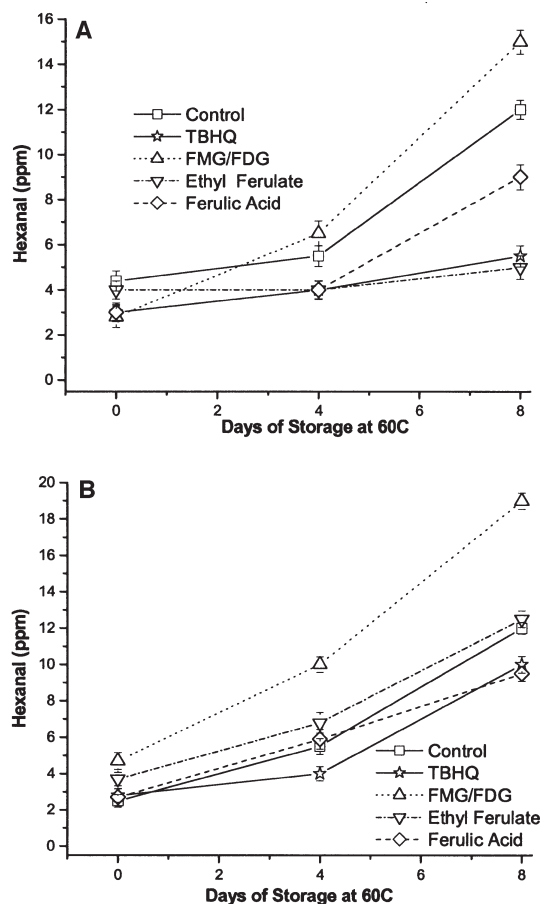 A
16
14
12
10
8
6
4
2
0
Hexanal (ppm)
Control
TBHQ
FMG/FDG
Ethyl Ferulate
Ferulic Acid
0 2 4 6 8
Days of Storage at 60C
B
20
18
16
14
12
10
8
6
4
2
0
Hexanal (ppm)
Control
TBHQ
FMG/FDG
Ethyl Ferulate
Ferulic Acid
0 2 4 6 8
Days of Storage at 60C